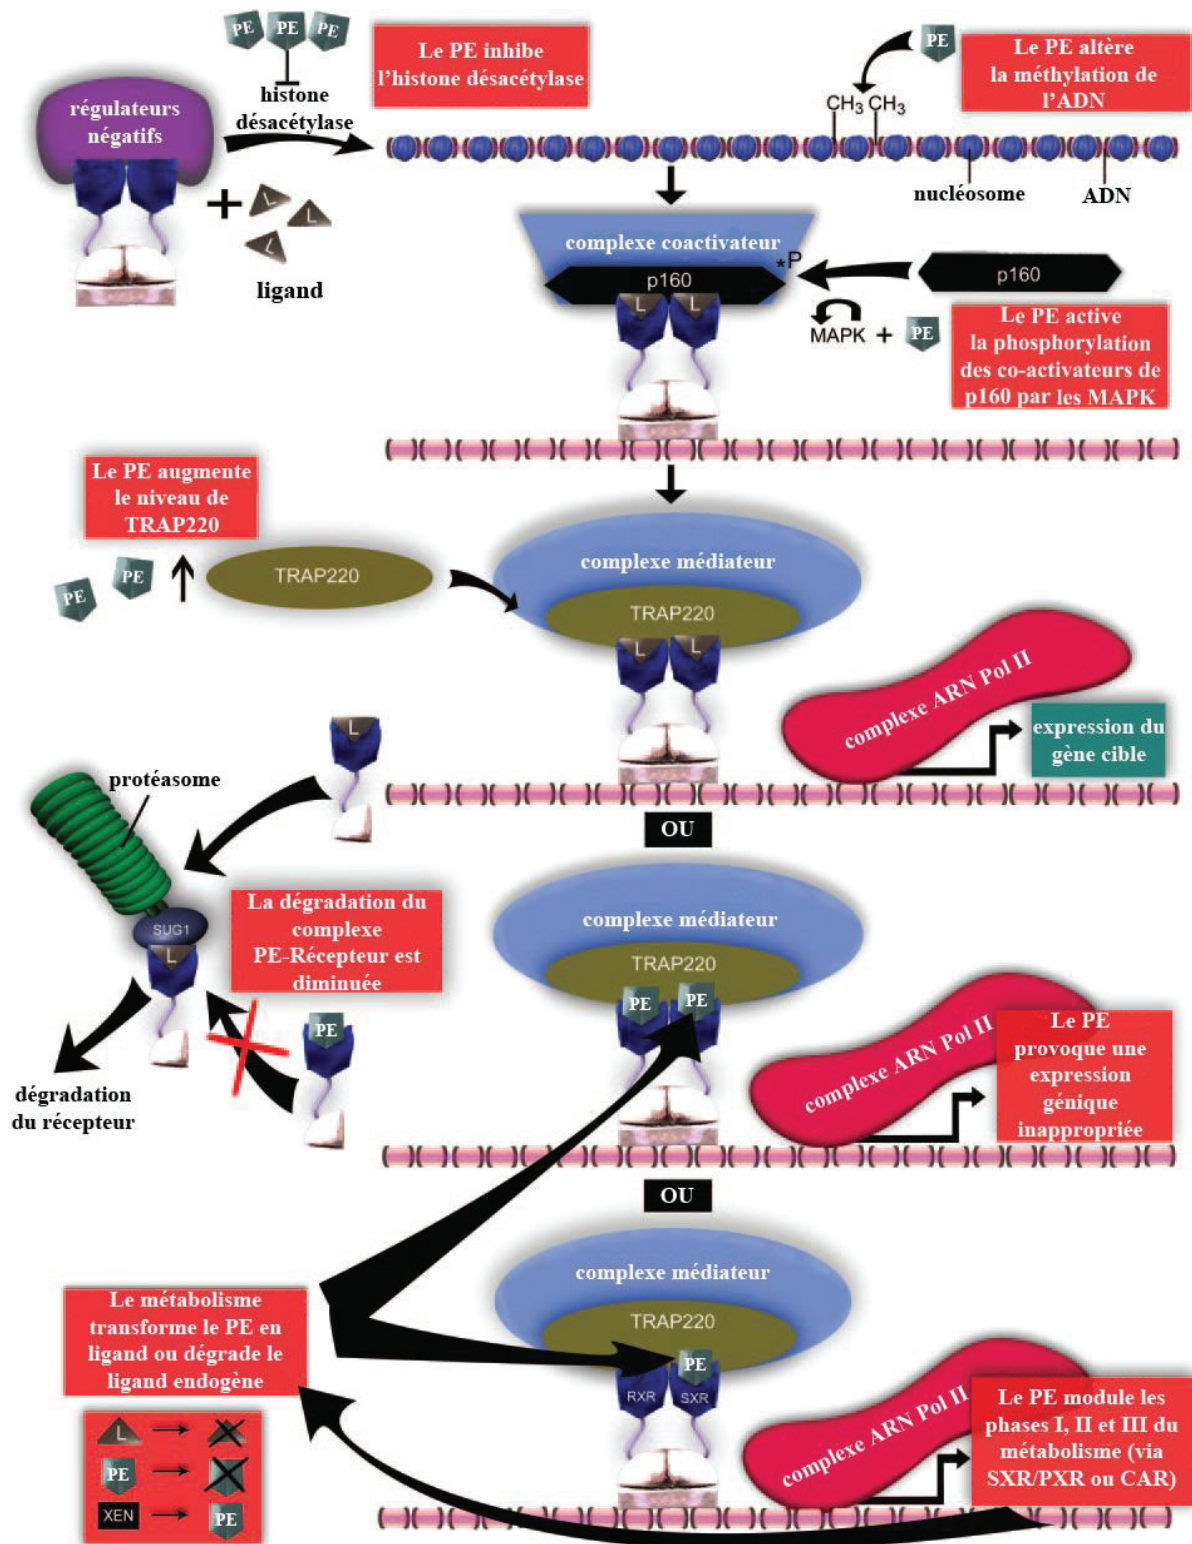 PE PE PE
Le PE inhibe
l'histone désacétylase
PE
Le PE altère
la méthylation de
l'ADN
régulateurs
négatifs
histone
désacétylase
CH3 CH3
nucléosome
ADN
L
L
L
ligand
complexe coactivateur
*P
p160
p160
L L
MAPK + PE
Le PE active
la phosphorylation
des co-activateurs de
p160 par les MAPK
Le PE augmente
le niveau de
TRAP220
PE PE
TRAP220
complexe médiateur
TRAP220
L L
complexe ARN Pol II
expression du
gène cible
L
protéasome
OU
SUG1
L
La dégradation du
complexe
PE-Récepteur est
diminuée
PE
dégradation
du récepteur
complexe médiateur
TRAP220
PE PE
complexe ARN Pol II
Le PE
provoque une
expression
génique
inappropriée
OU
complexe médiateur
TRAP220
PE
RXR SXR
complexe ARN Pol II
Le PE module les
phases I, II et III du
métabolisme (via
SXR/PXR ou CAR)
Le métabolisme
transforme le PE en
ligand ou dégrade le
ligand endogène
L
PE
XEN PE